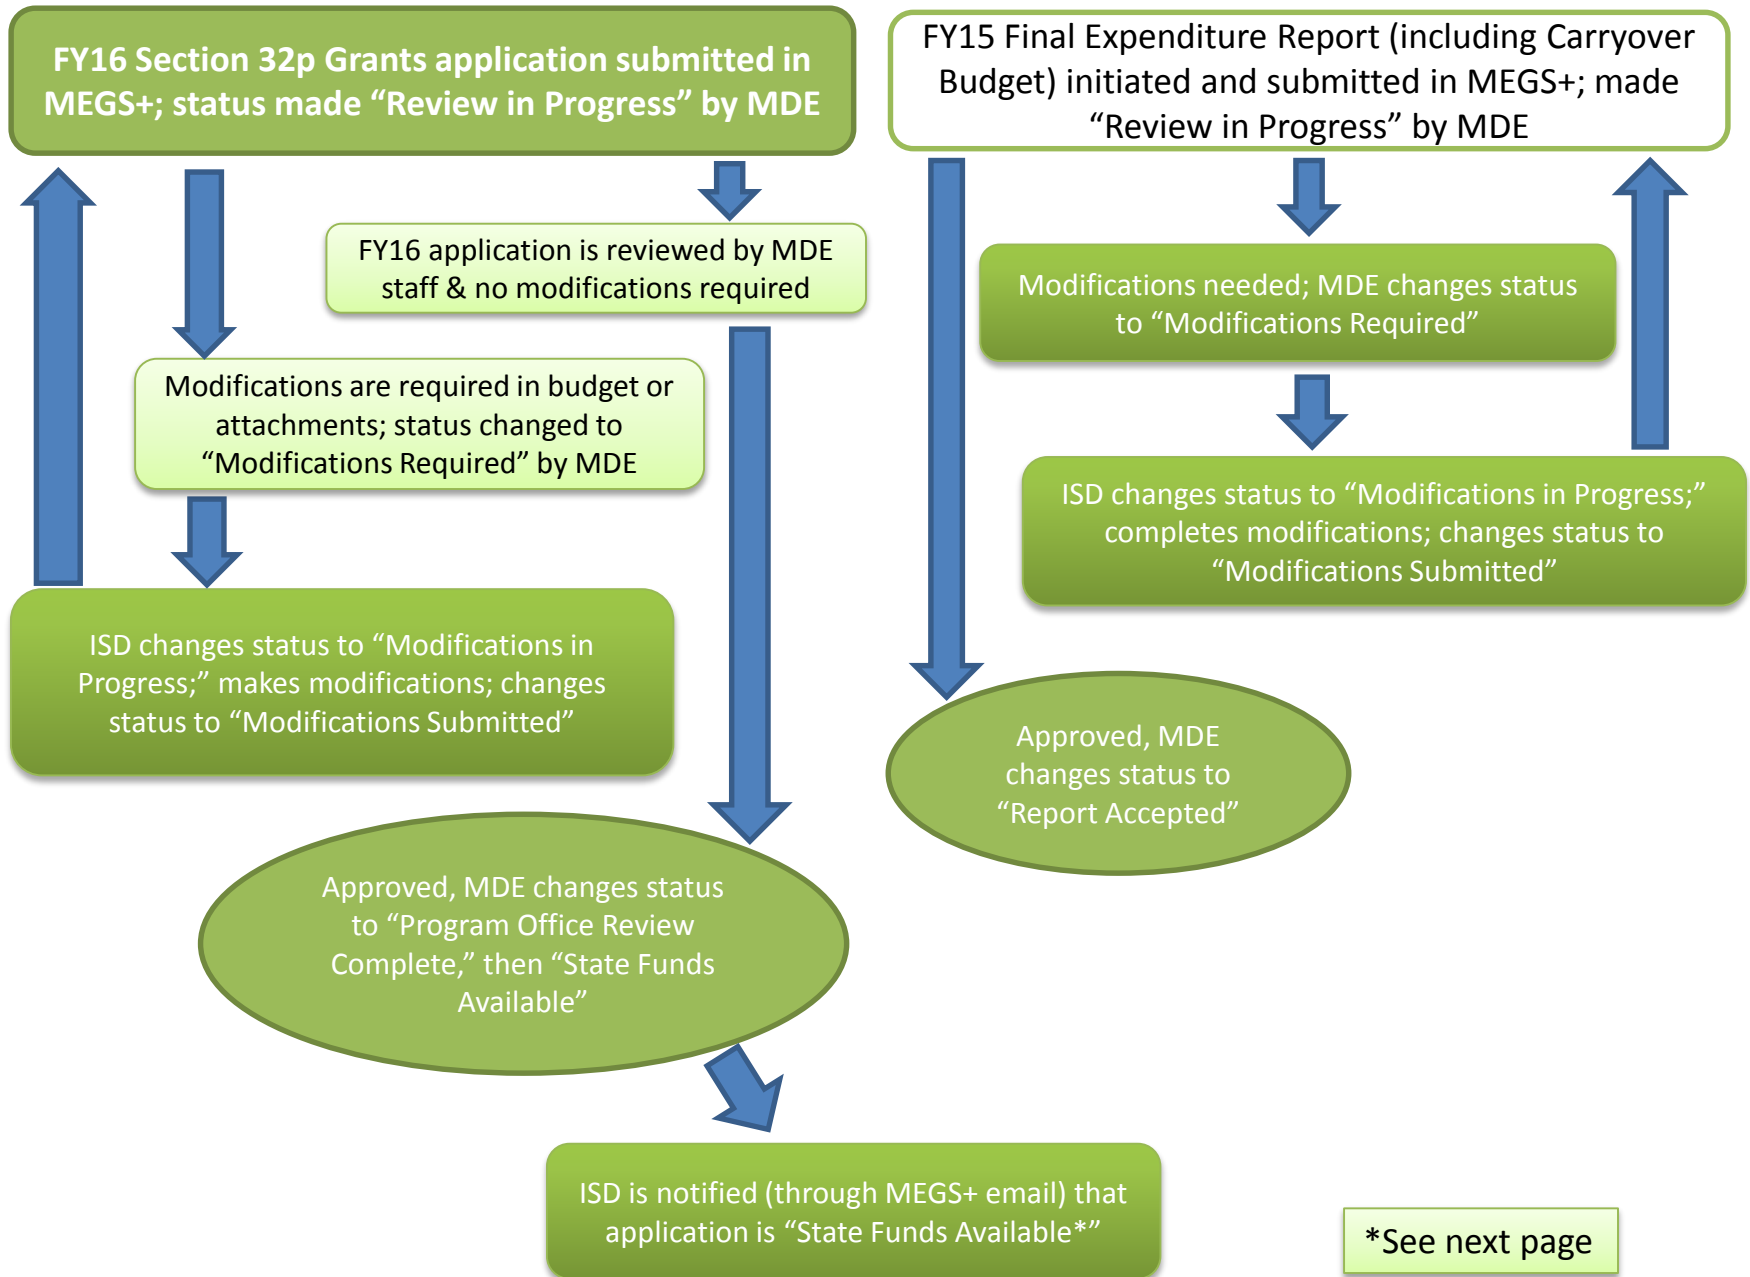 FY16 Section 32p Grants application submitted in
MEGS+; status made “Review in Progress” by MDE
FY15 Final Expenditure Report (including Carryover
Budget) initiated and submitted in MEGS+; made
“Review in Progress” by MDE
FY16 application is reviewed by MDE
staff & no modifications required
Modifications needed; MDE changes status
to “Modifications Required”
Modifications are required in budget or
attachments; status changed to
“Modifications Required” by MDE
ISD changes status to “Modifications in Progress;”
completes modifications; changes status to
“Modifications Submitted”
ISD changes status to “Modifications in
Progress;” makes modifications; changes
status to “Modifications Submitted”
Approved, MDE
changes status to
“Report Accepted”
Approved, MDE changes status
to “Program Office Review
Complete,” then “State Funds
Available”
ISD is notified (through MEGS+ email) that
application is “State Funds Available*”
*See next page